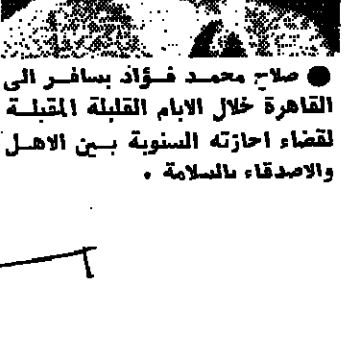 ● صلاح محمد فؤاد يسافر الى
القاهرة خلال الايام القليلة المقبلة
لقضاء اجازته السنوية بين الاهل
والاصدقاء بالسلامة .